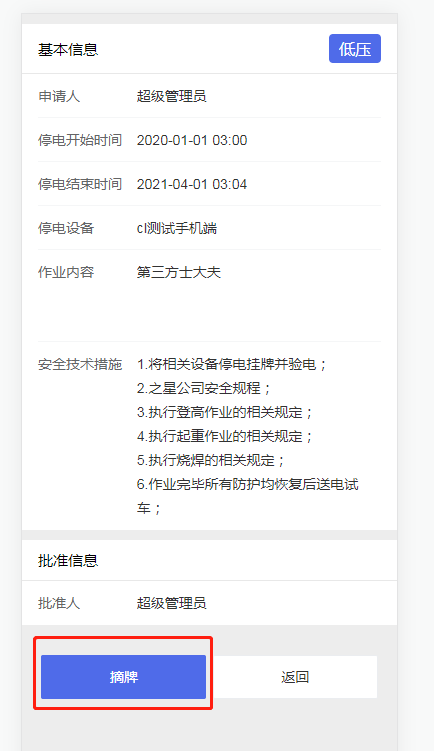 基本信息 低压
申请人 超级管理员
停电开始时间 2020-01-01 03:00
停电结束时间 2021-04-01 03:04
停电设备 cl测试手机端
作业内容 第三方士大夫
安全技术措施 1.将相关设备停电挂牌并验电；
2.之星公司安全规程；
3.执行登高作业的相关规定；
4.执行起重作业的相关规定；
5.执行烧焊的相关规定；
6.作业完毕所有防护均恢复后送电试
车；
批准信息
批准人 超级管理员
摘牌 返回